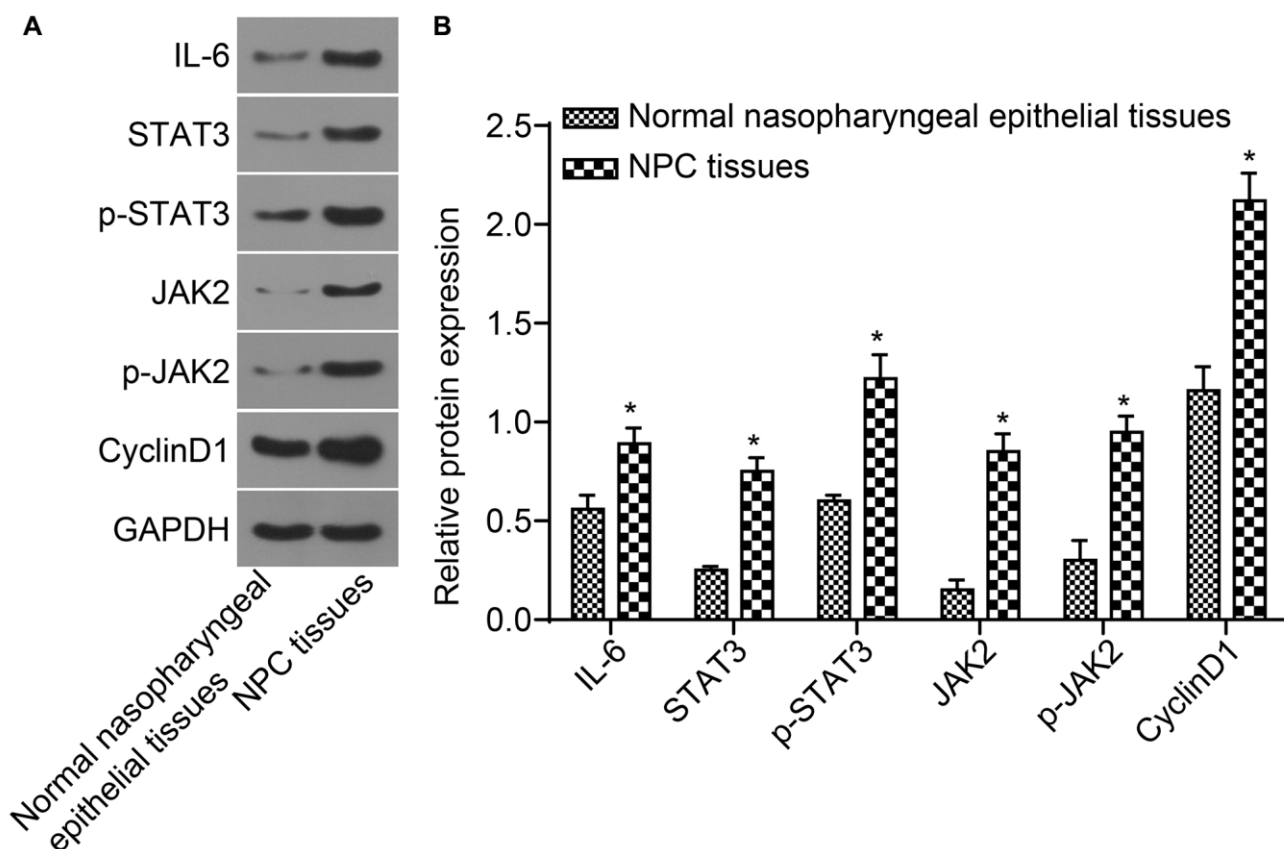 A
IL-6
STAT3
p-STAT3
JAK2
p-JAK2
CyclinD1
GAPDH
Normal nasopharyngeal
epithelial tissues
NPC tissues
B
Normal nasopharyngeal epithelial tissues
NPC tissues
Relative protein expression
2.5
2.0
1.5
1.0
0.5
0.0
*
*
*
*
*
*
IL-6
STAT3
p-STAT3
JAK2
p-JAK2
CyclinD1